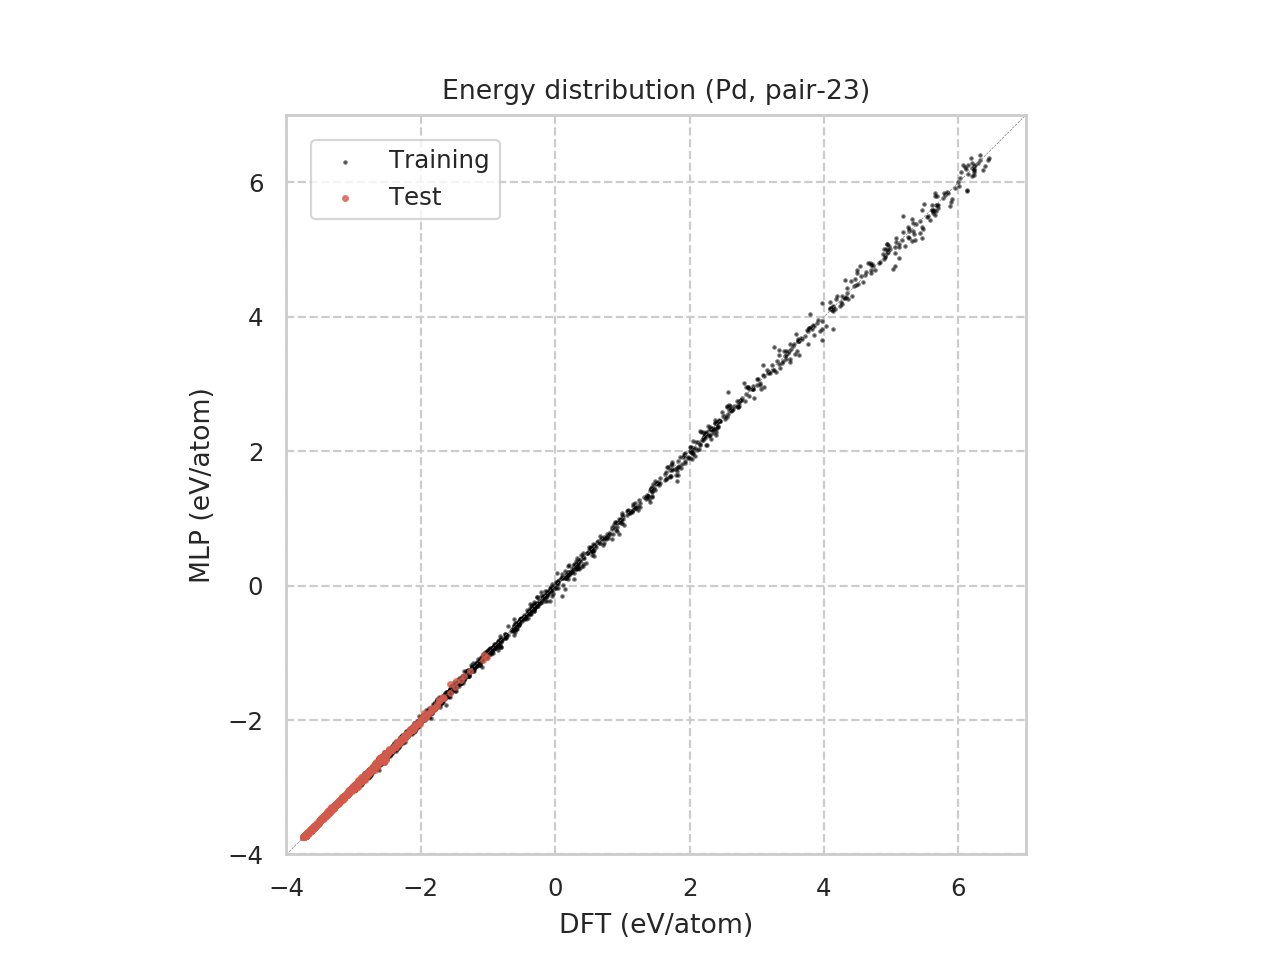 Energy distribution (Pd, pair-23)
Training
Test
6
4
2
0
−2
−4
MLP (eV/atom)
−4 −2 0 2 4 6
DFT (eV/atom)